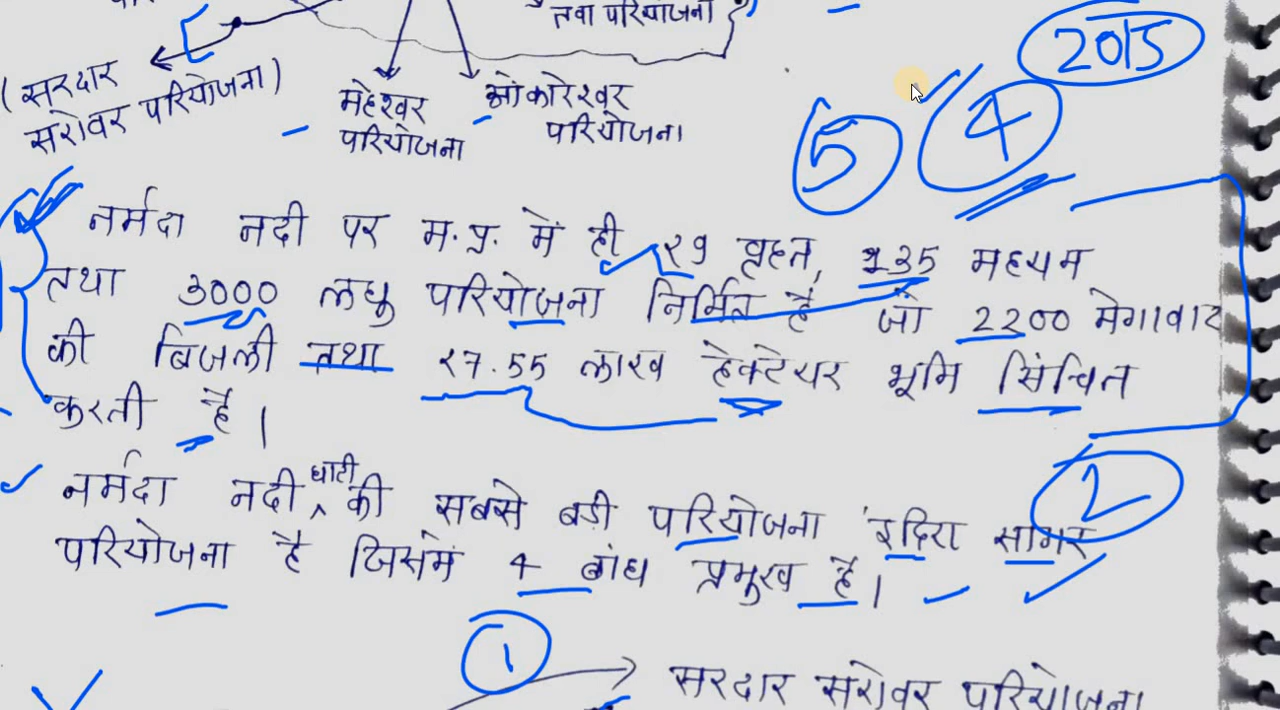 तवा परियोजना
2015
(सरदार
सरोवर परियोजना)
महेश्वर
परियोजना
ओंकारेश्वर
परियोजना
5
4
नर्मदा नदी पर म.प्र. में ही 29 वृहत, 135 मध्यम
तथा 3000 लघु परियोजना निर्मित है जो 2200 मेगावाट
की बिजली तथा 27.55 लाख हेक्टेयर भूमि सिंचित
करती है।
2
नर्मदा नदी घाटी की सबसे बडी परियोजना इंदिरा सागर
परियोजना है जिसमें 4 बांध प्रमुख है।
1
सरदार सरोवर परियोजना